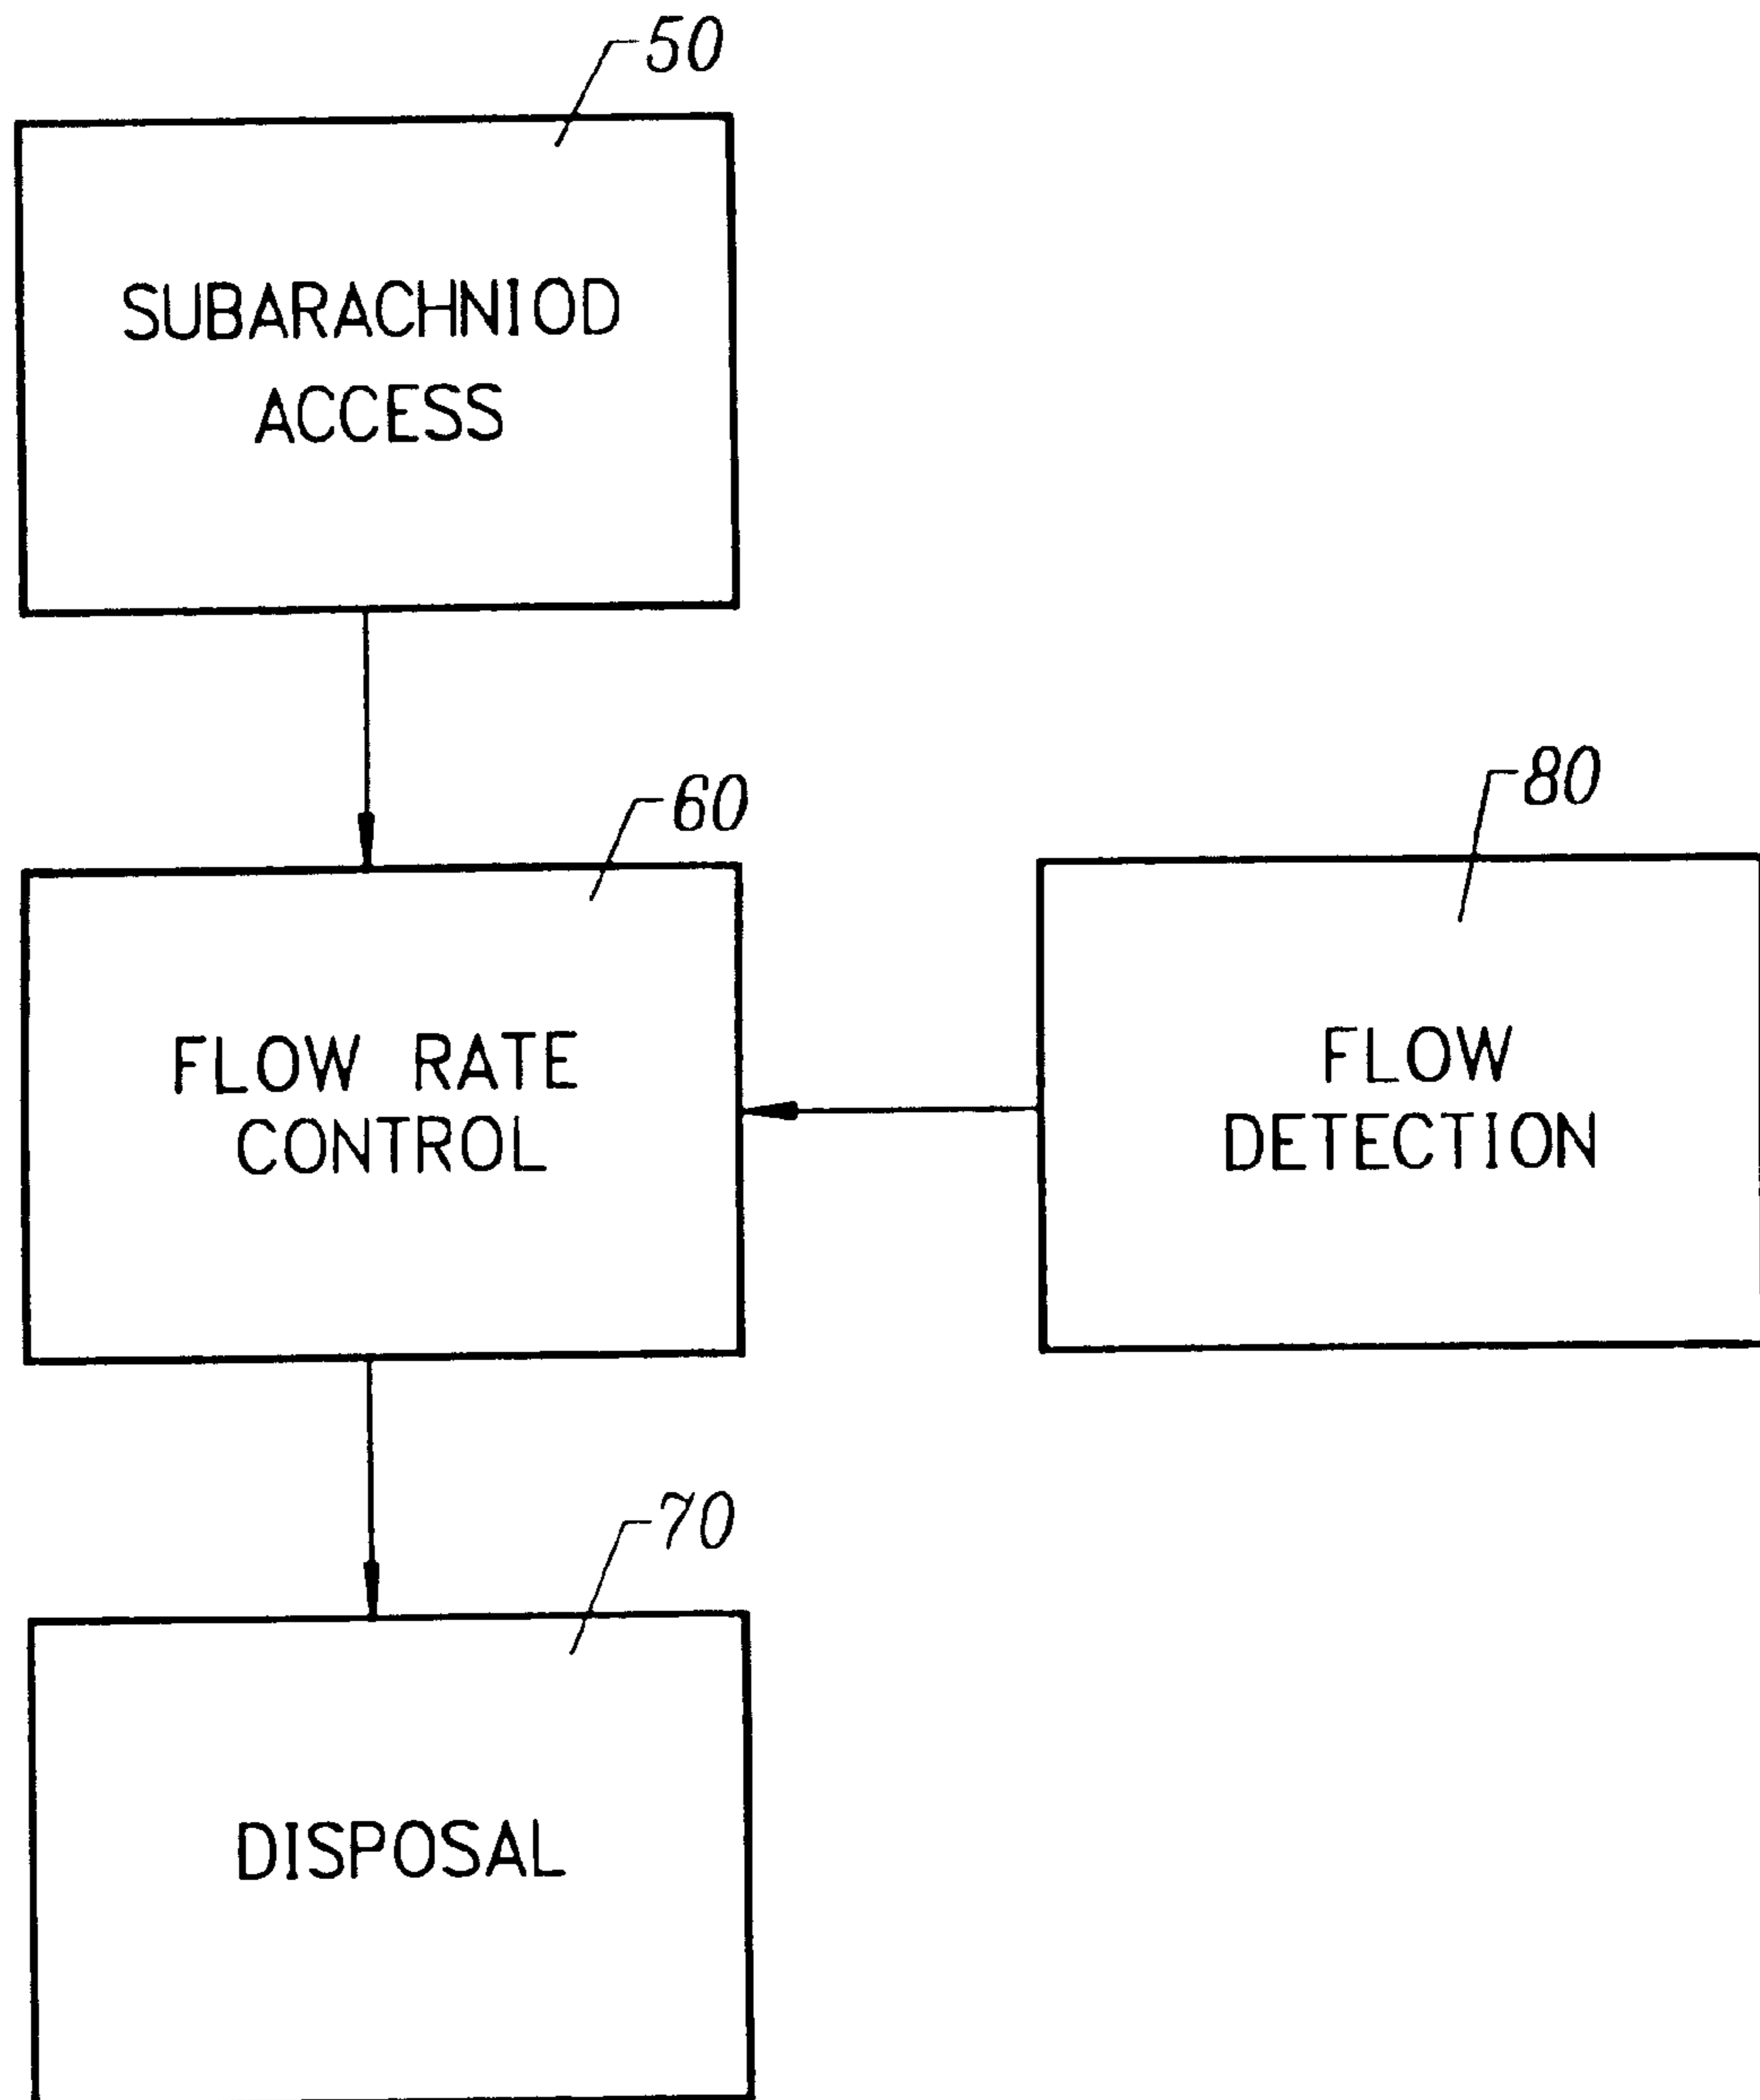 50
SUBARACHNIOD
ACCESS
60
80
FLOW RATE
CONTROL
FLOW
DETECTION
70
DISPOSAL